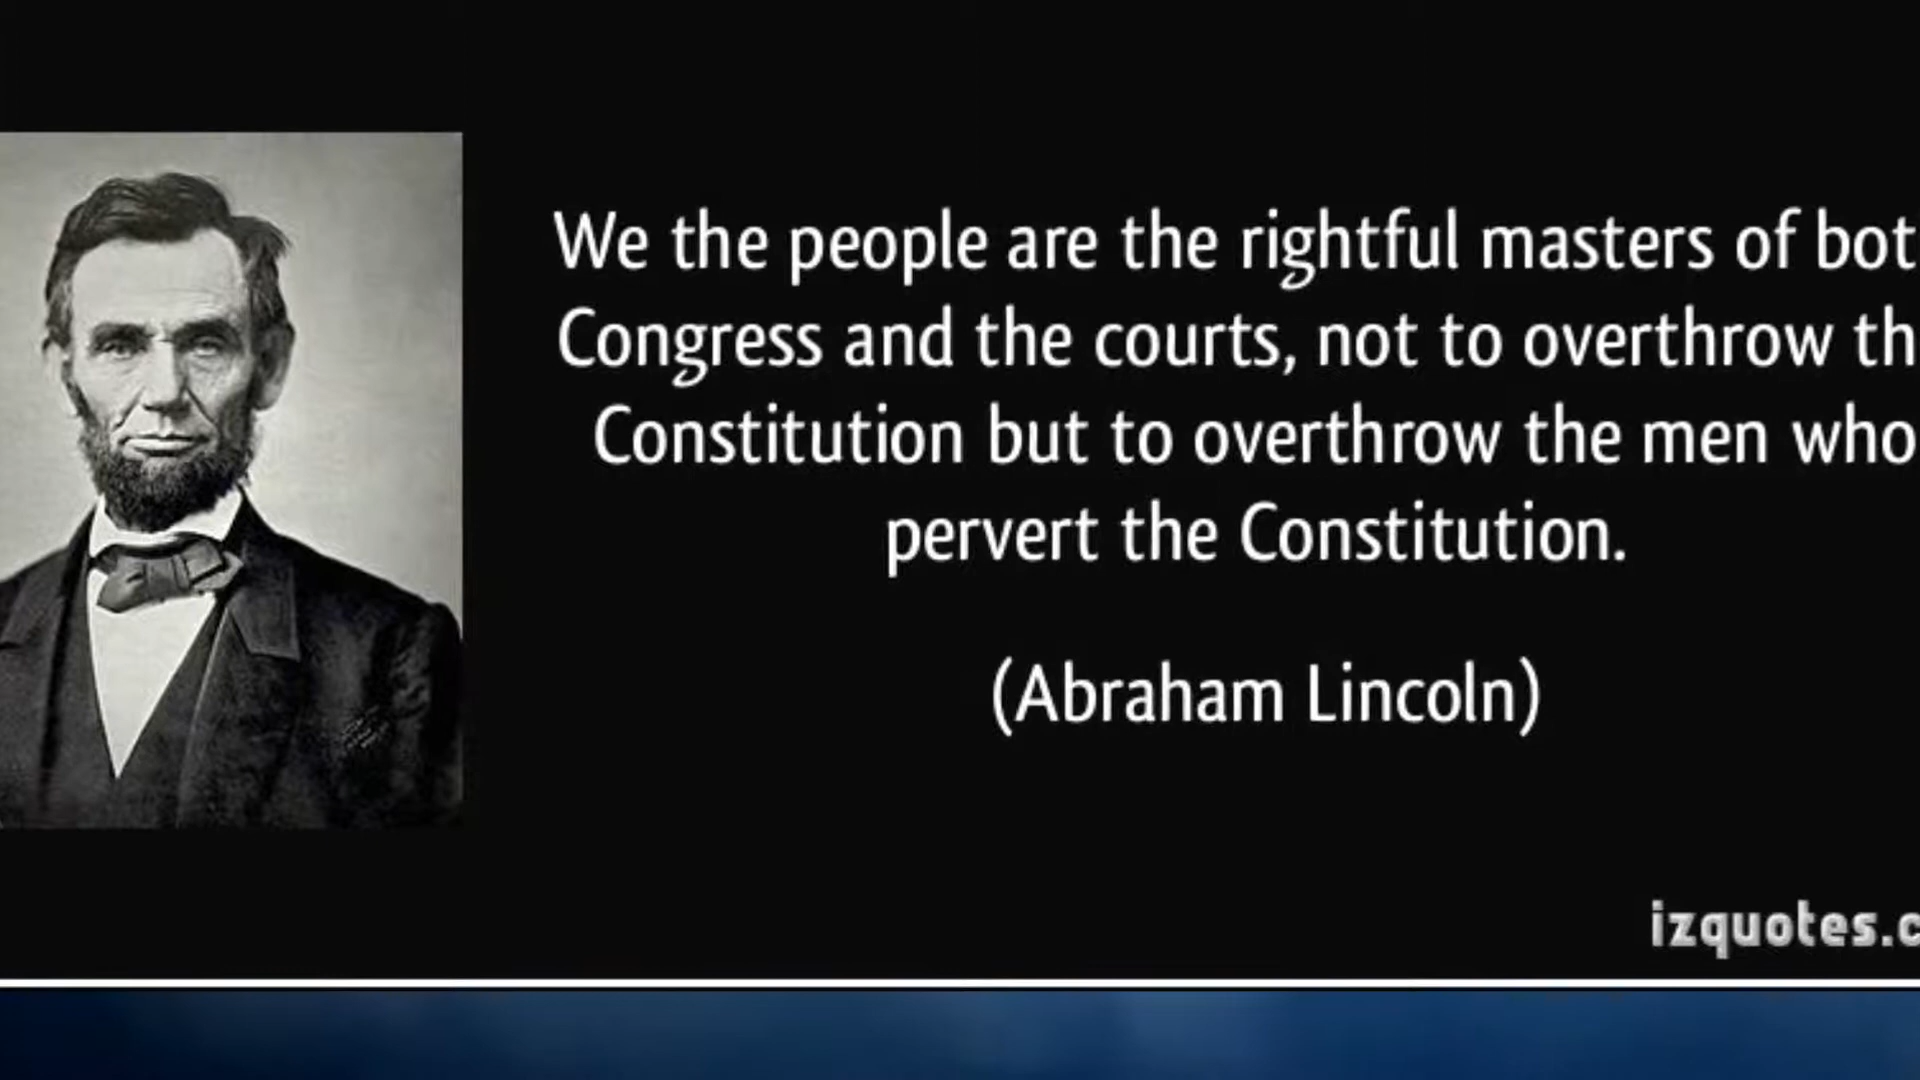 We the people are the rightful masters of bot
Congress and the courts, not to overthrow th
Constitution but to overthrow the men who
pervert the Constitution.
(Abraham Lincoln)
izquotes.c